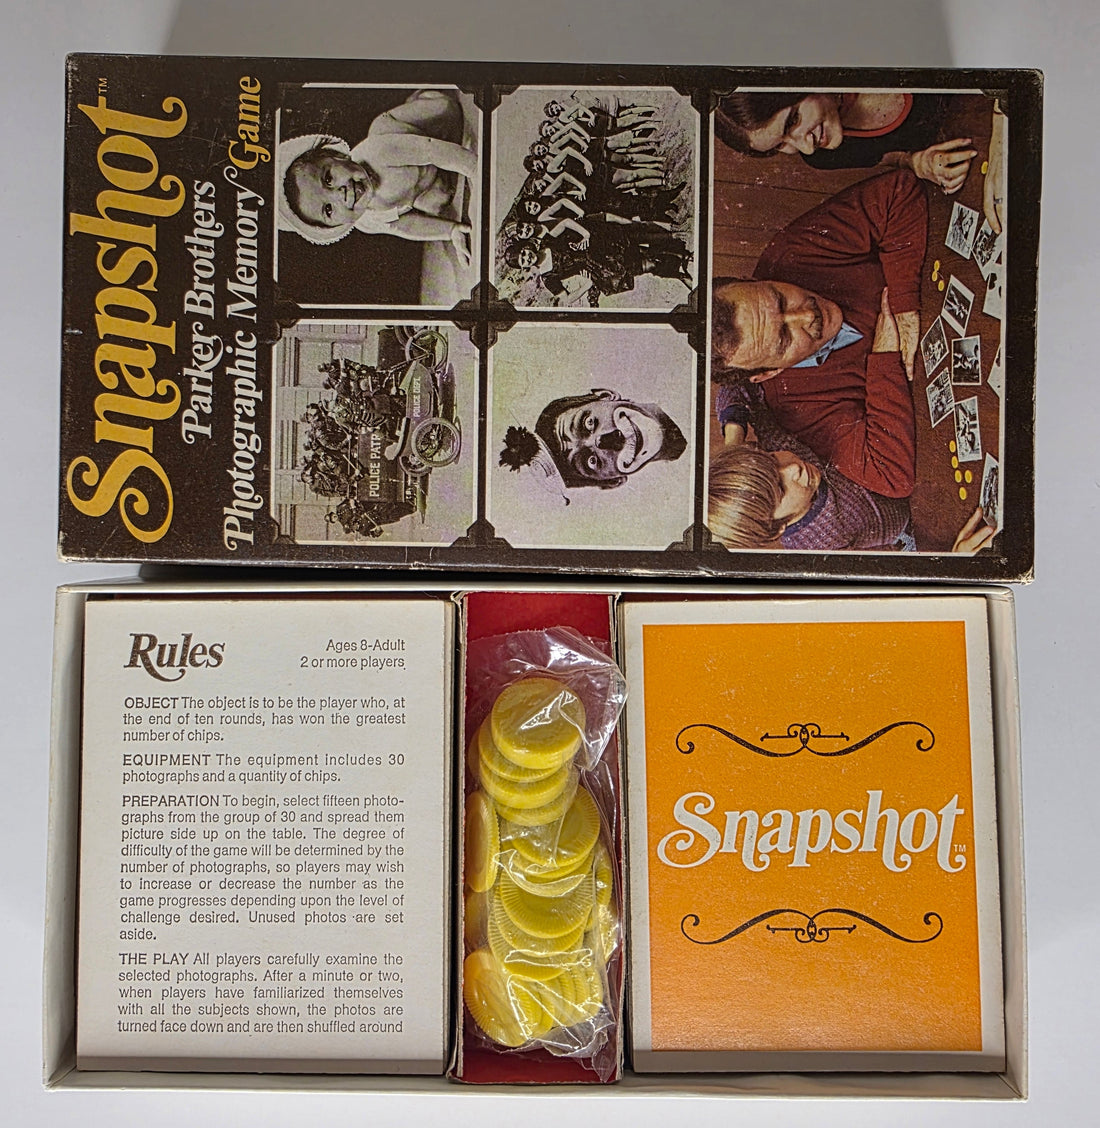 Snapshot™
Parker Brothers
Photographic Memory Game
POLICE PATR
POLICE DEPT.
Rules
Ages 8-Adult
2 or more players
OBJECT The object is to be the player who, at
the end of ten rounds, has won the greatest
number of chips.
EQUIPMENT The equipment includes 30
photographs and a quantity of chips.
PREPARATION To begin, select fifteen photo-
graphs from the group of 30 and spread them
picture side up on the table. The degree of
difficulty of the game will be determined by the
number of photographs, so players may wish
to increase or decrease the number as the
game progresses depending upon the level of
challenge desired. Unused photos are set
aside.
THE PLAY All players carefully examine the
selected photographs. After a minute or two,
when players have familiarized themselves
with all the subjects shown, the photos are
turned face down and are then shuffled around
Snapshot™